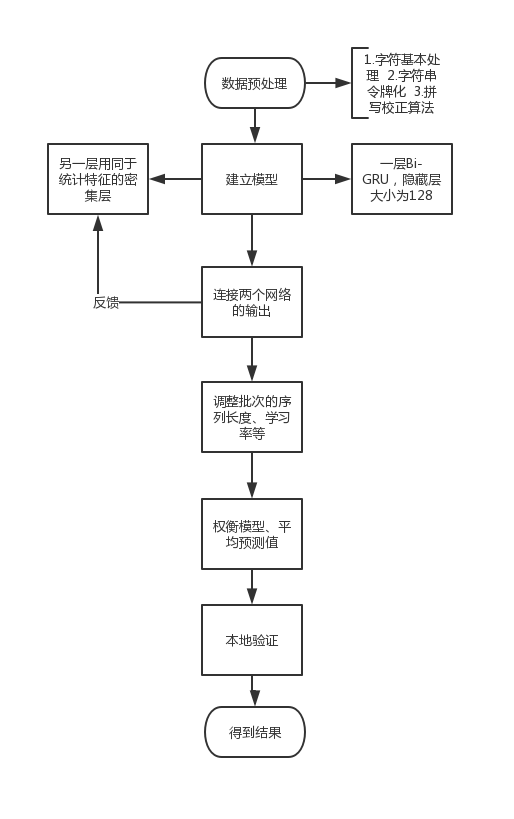 数据预处理
1.字符基本处
理 2.字符串
令牌化 3.拼
写校正算法
另一层用同于
统计特征的密
集层
建立模型
一层Bi-
GRU，隐藏层
大小为128
反馈
连接两个网络
的输出
调整批次的序
列长度、学习
率等
权衡模型、平
均预测值
本地验证
得到结果